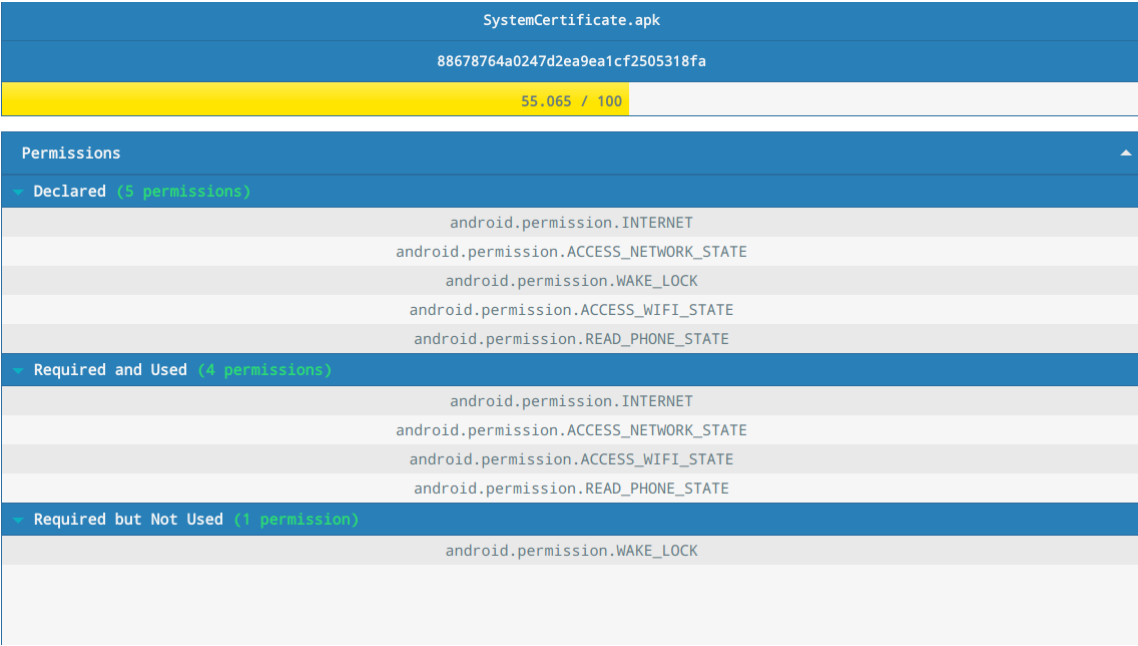 SystemCertificate.apk
88678764a0247d2ea9ea1cf2505318fa
55.065 / 100
Permissions
Declared (5 permissions)
android.permission.INTERNET
android.permission.ACCESS_NETWORK_STATE
android.permission.WAKE_LOCK
android.permission.ACCESS_WIFI_STATE
android.permission.READ_PHONE_STATE
Required and Used (4 permissions)
android.permission.INTERNET
android.permission.ACCESS_NETWORK_STATE
android.permission.ACCESS_WIFI_STATE
android.permission.READ_PHONE_STATE
Required but Not Used (1 permission)
android.permission.WAKE_LOCK